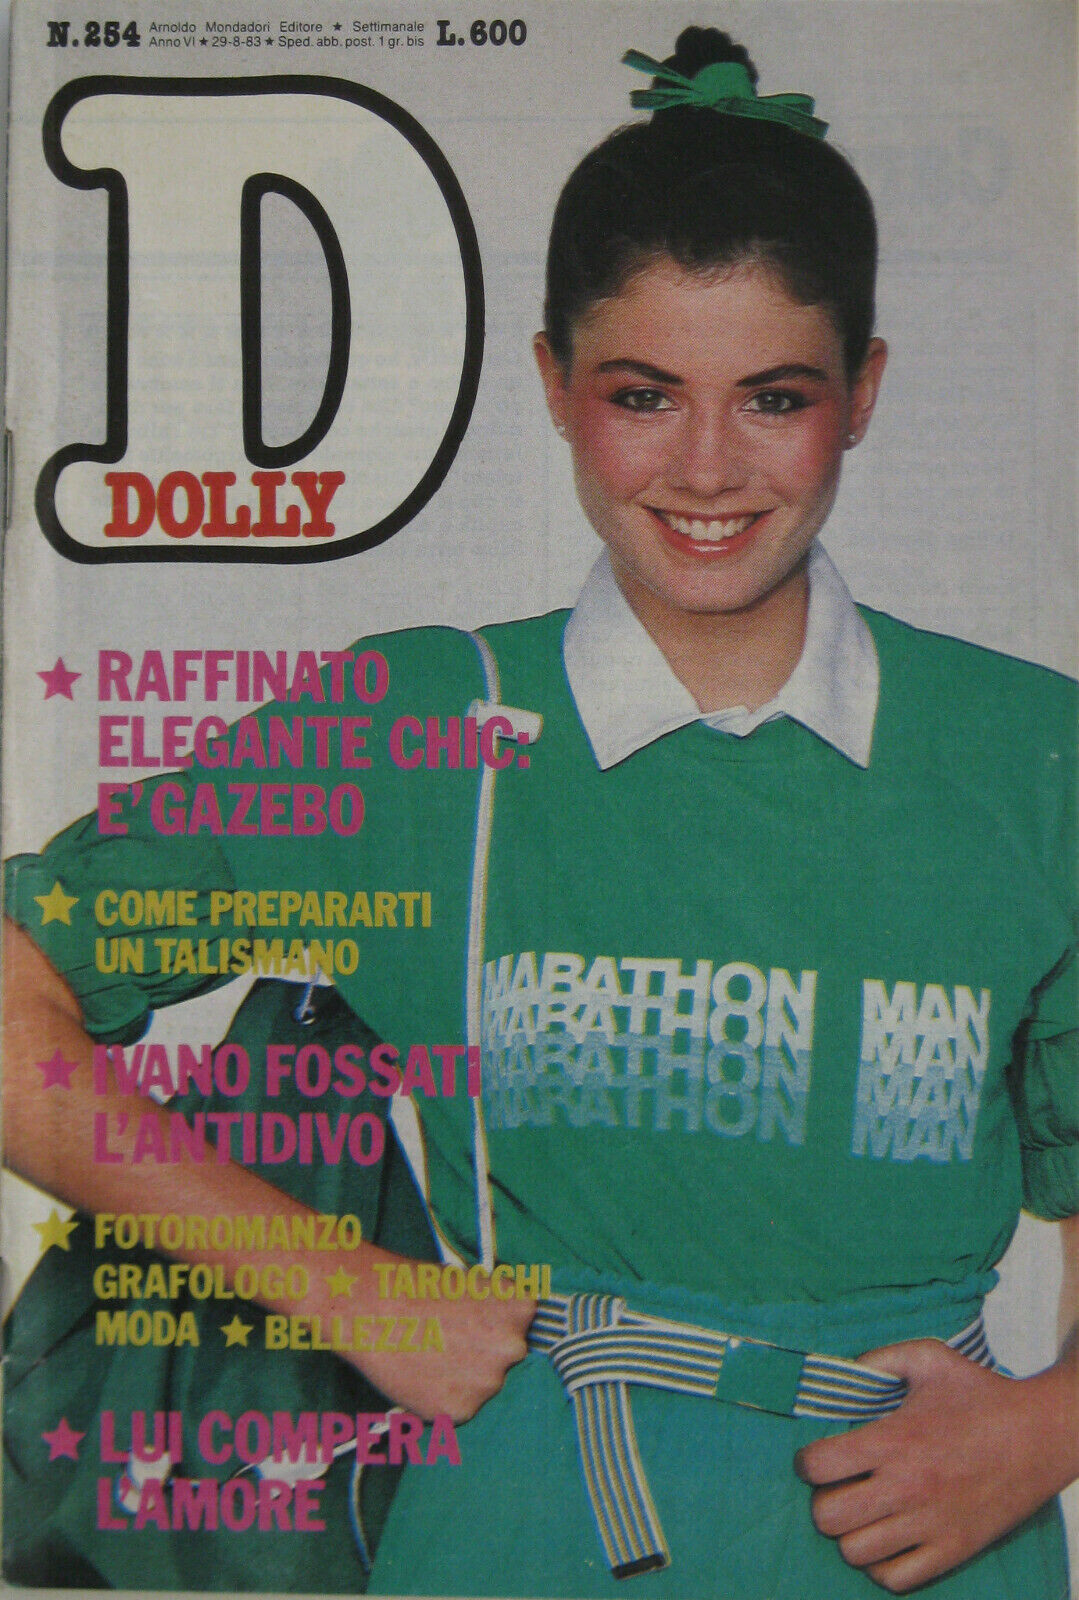 N.254 Arnoldo Mondadori Editore ★ Settimanale L.600
Anno VI ★ 29-8-83 ★ Sped. abb. post. 1 gr. bis
D
DOLLY
★ RAFFINATO
ELEGANTE CHIC:
E' GAZEBO
★ COME PREPARARTI
UN TALISMANO
★ IVANO FOSSATI
L'ANTIDIVO
★ FOTOROMANZO
GRAFOLOGO ★ TAROCCHI
MODA ★ BELLEZZA
★ LUI COMPERA
L'AMORE
MARATHON MAN
MARATHON MAN
MARATHON MAN
MARATHON MAN